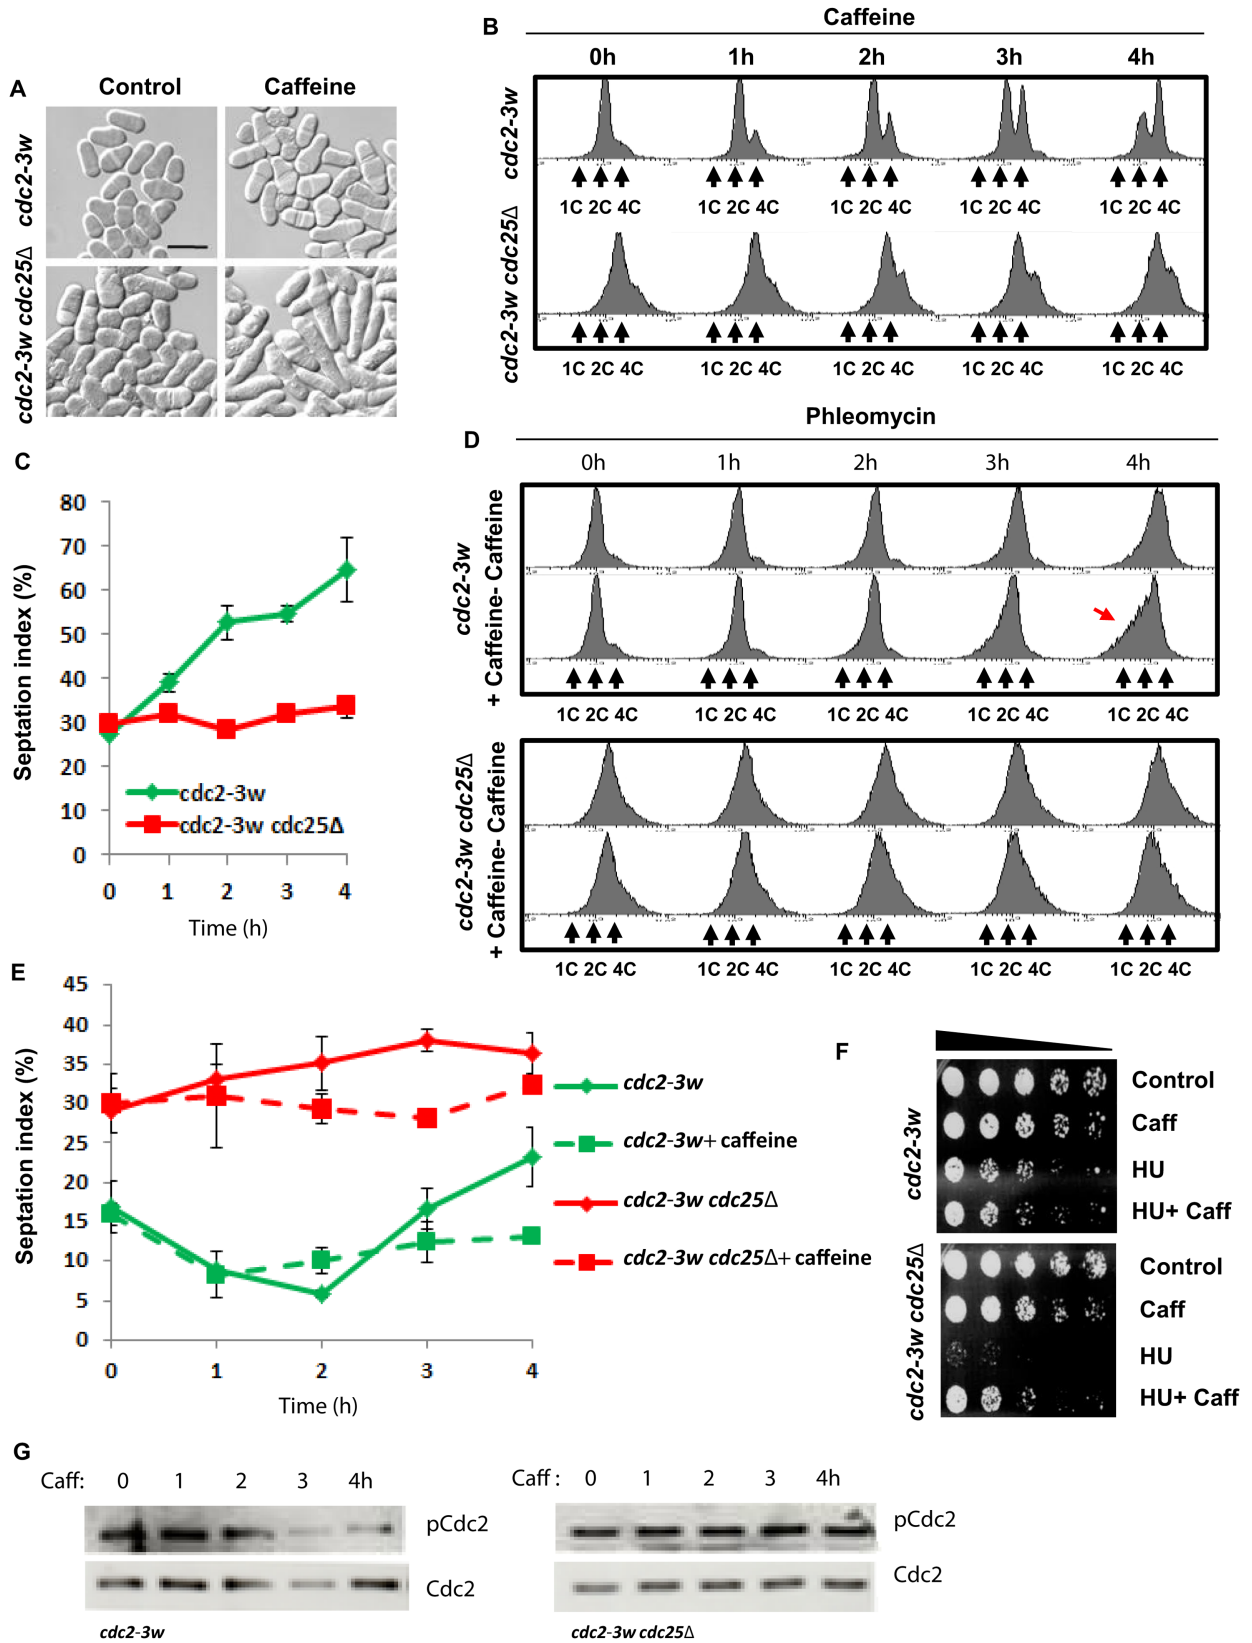 A
Control Caffeine
cdc2-3w
cdc2-3w cdc25Δ
B
Caffeine
0h 1h 2h 3h 4h
cdc2-3w
1C 2C 4C 1C 2C 4C 1C 2C 4C 1C 2C 4C 1C 2C 4C
cdc2-3w cdc25Δ
1C 2C 4C 1C 2C 4C 1C 2C 4C 1C 2C 4C 1C 2C 4C
C
Septation index (%)
80
70
60
50
40
30
20
10
0
cdc2-3w
cdc2-3w cdc25Δ
0 1 2 3 4
Time (h)
D
Phleomycin
0h 1h 2h 3h 4h
cdc2-3w
+ Caffeine- Caffeine
1C 2C 4C 1C 2C 4C 1C 2C 4C 1C 2C 4C 1C 2C 4C
cdc2-3w cdc25Δ
+ Caffeine- Caffeine
1C 2C 4C 1C 2C 4C 1C 2C 4C 1C 2C 4C 1C 2C 4C
E
Septation index (%)
45
40
35
30
25
20
15
10
5
0
0 1 2 3 4
Time (h)
cdc2-3w
cdc2-3w+ caffeine
cdc2-3w cdc25Δ
cdc2-3w cdc25Δ+ caffeine
F
cdc2-3w
Control
Caff
HU
HU+ Caff
cdc2-3w cdc25Δ
Control
Caff
HU
HU+ Caff
G
Caff: 0 1 2 3 4h
pCdc2
Cdc2
cdc2-3w
Caff : 0 1 2 3 4h
pCdc2
Cdc2
cdc2-3w cdc25Δ